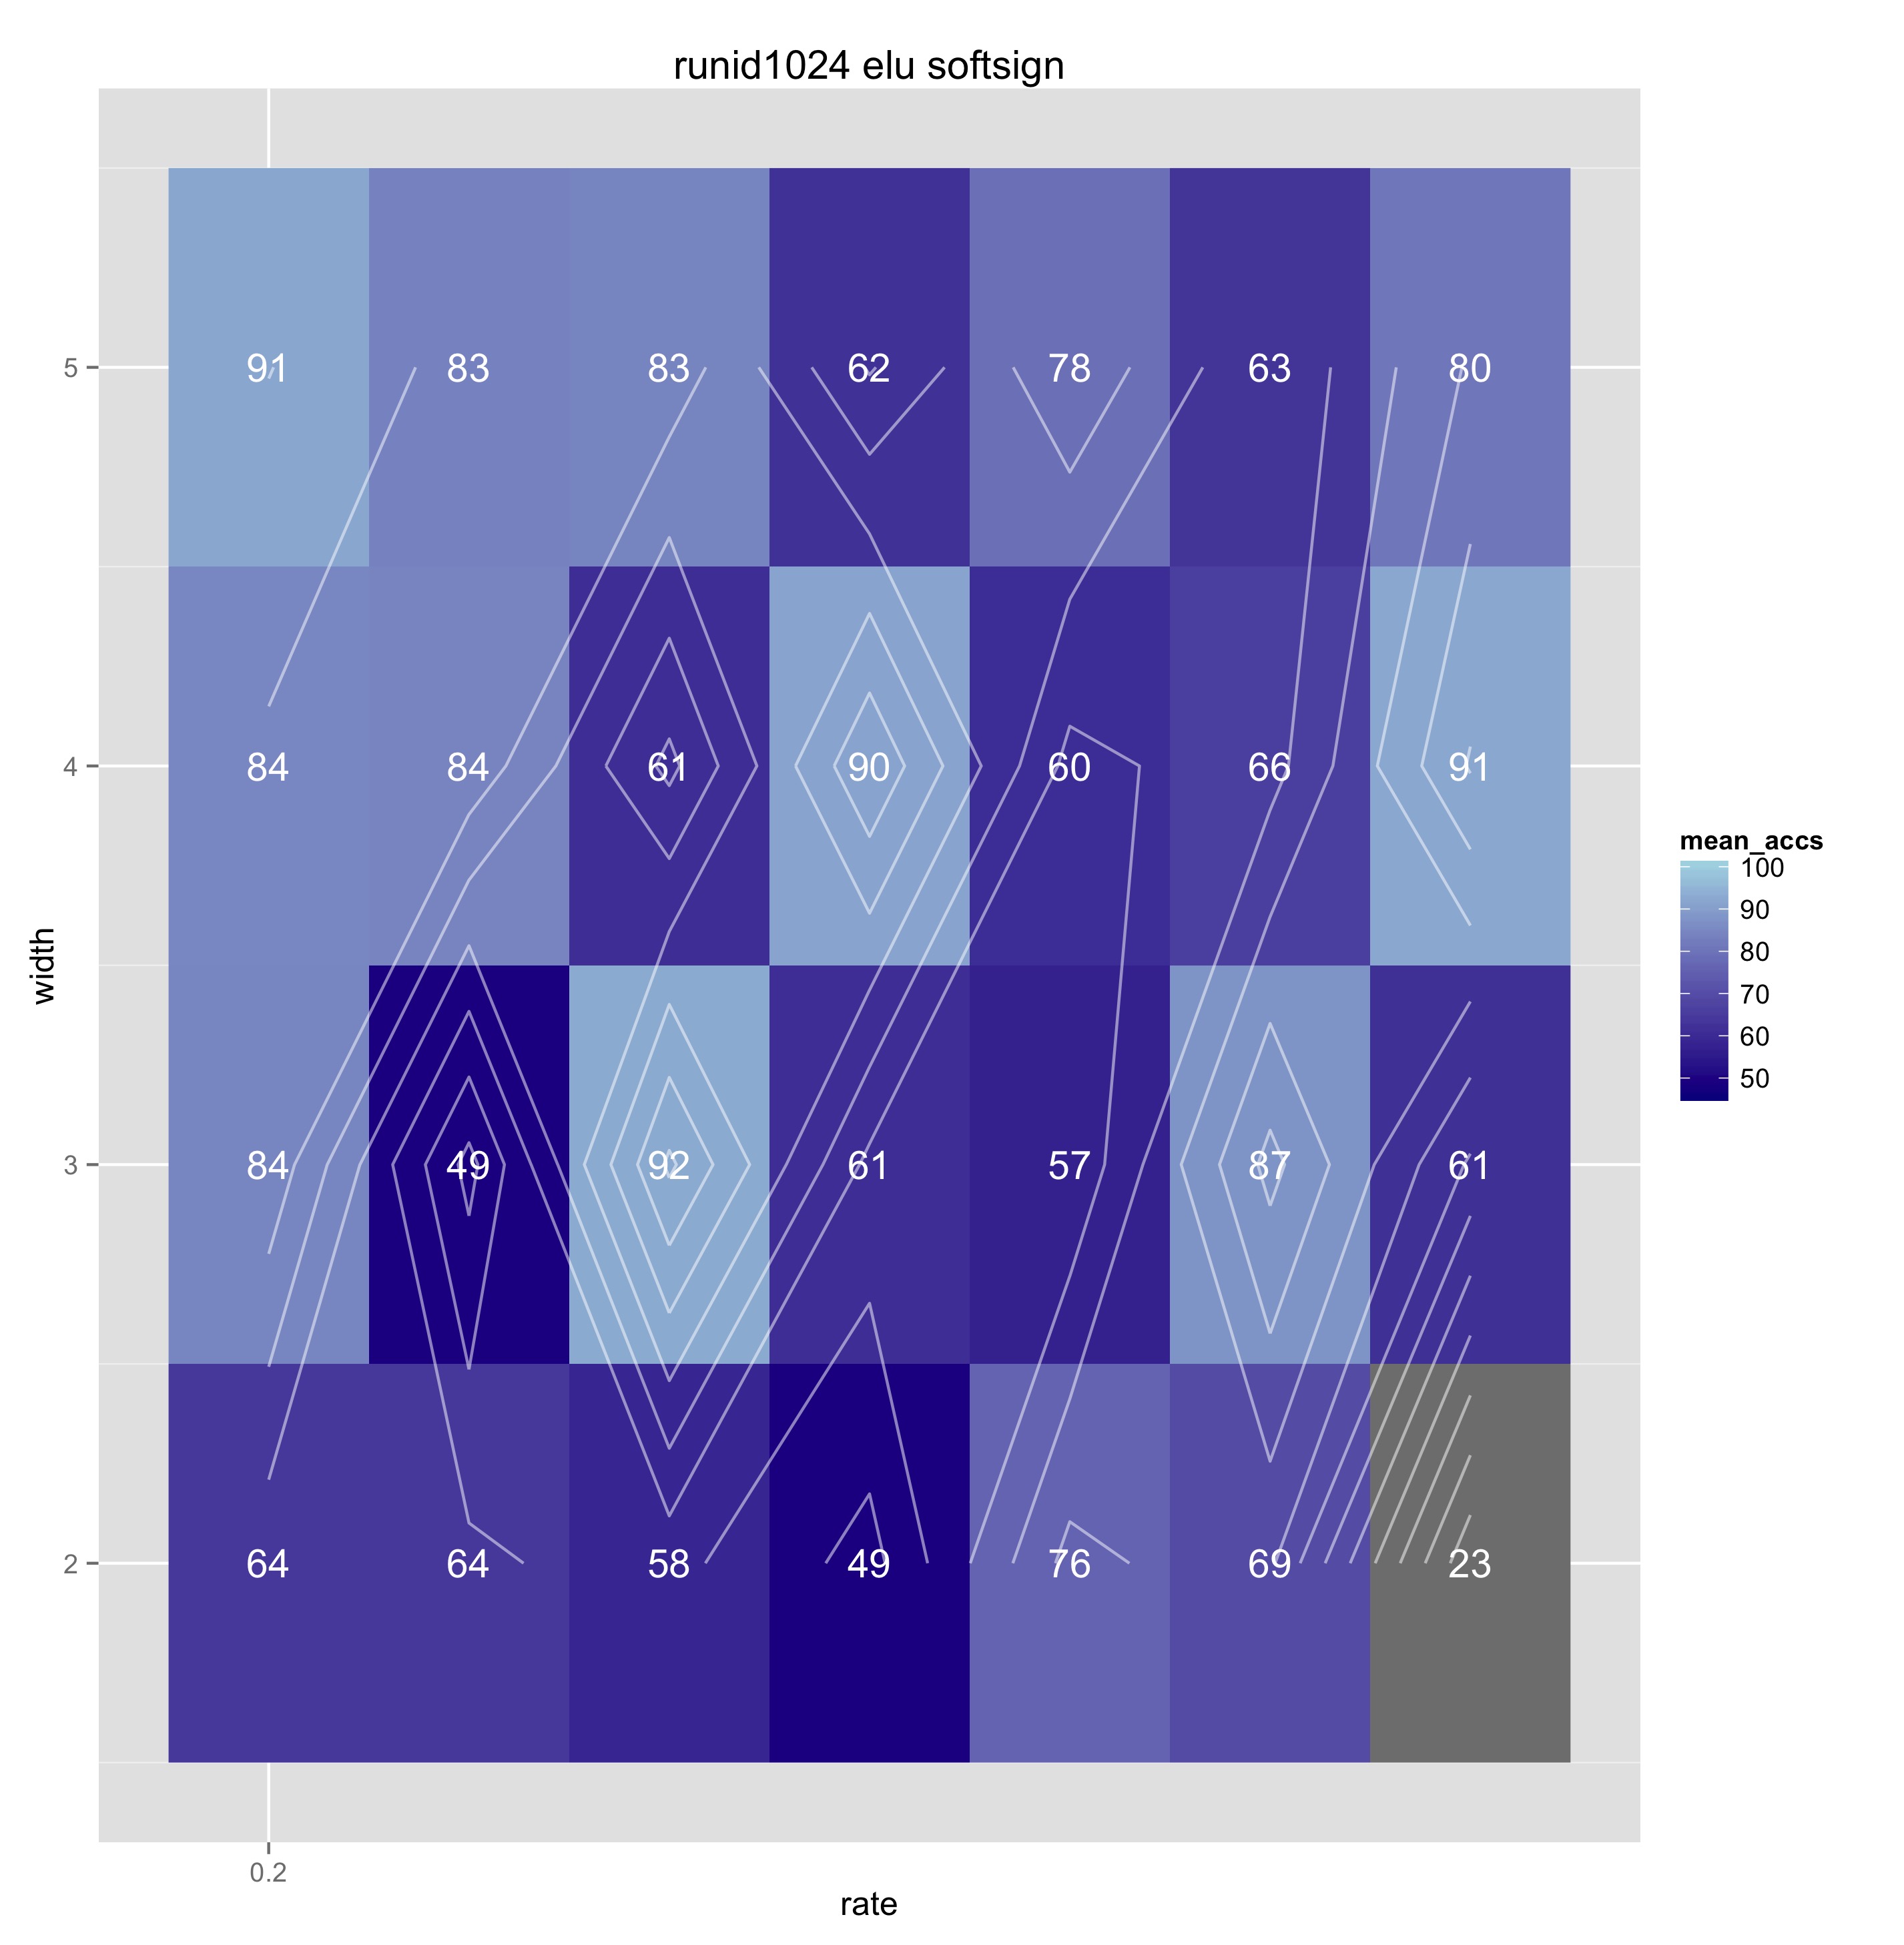 runid1024 elu softsign
5
91 83 83 62 78 63 80
4
84 84 61 90 60 66 91
3
84 49 92 61 57 87 61
2
64 64 58 49 76 69 23
0.2
rate
width
mean_accs
100
90
80
70
60
50